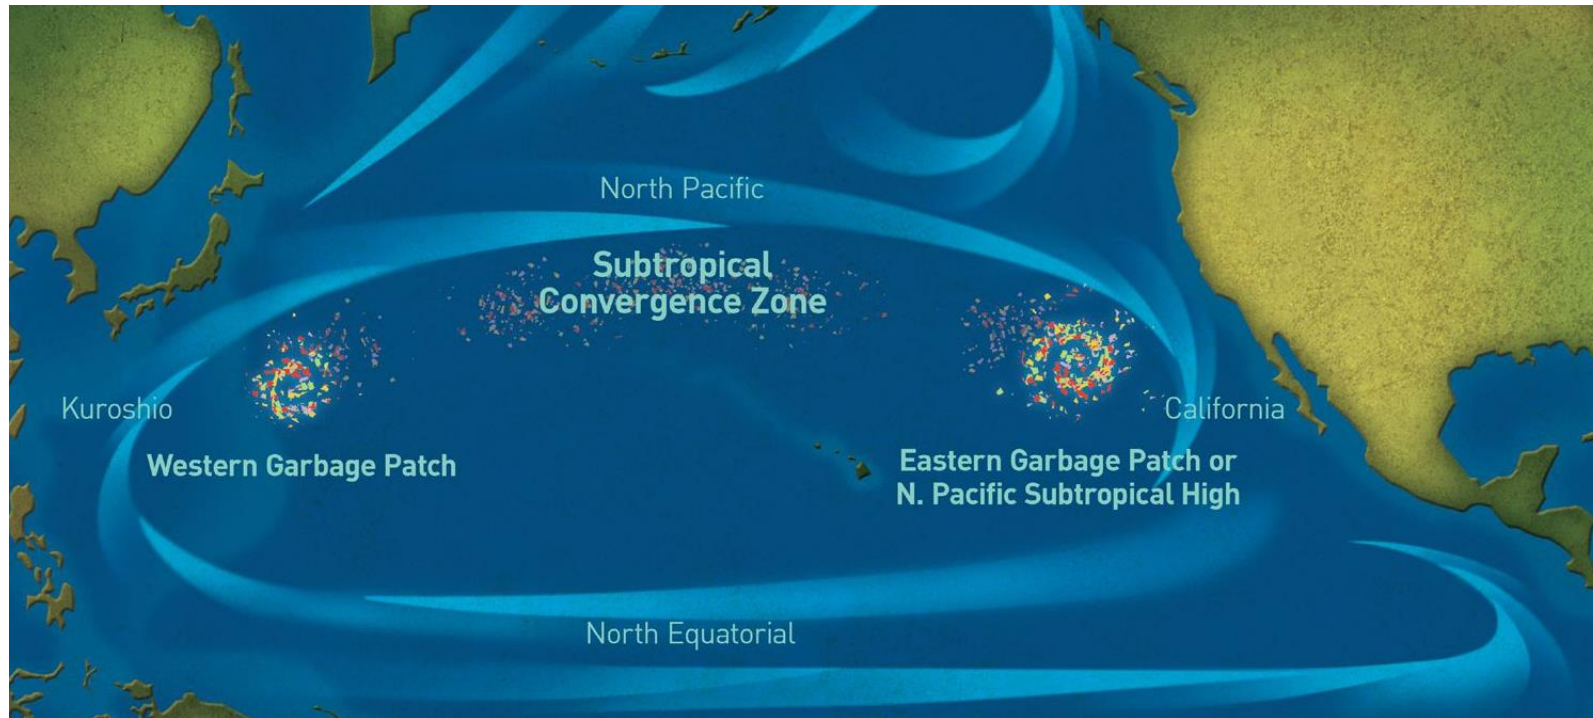 North Pacific
Subtropical
Convergence Zone
Kuroshio
California
Western Garbage Patch
Eastern Garbage Patch or
N. Pacific Subtropical High
North Equatorial